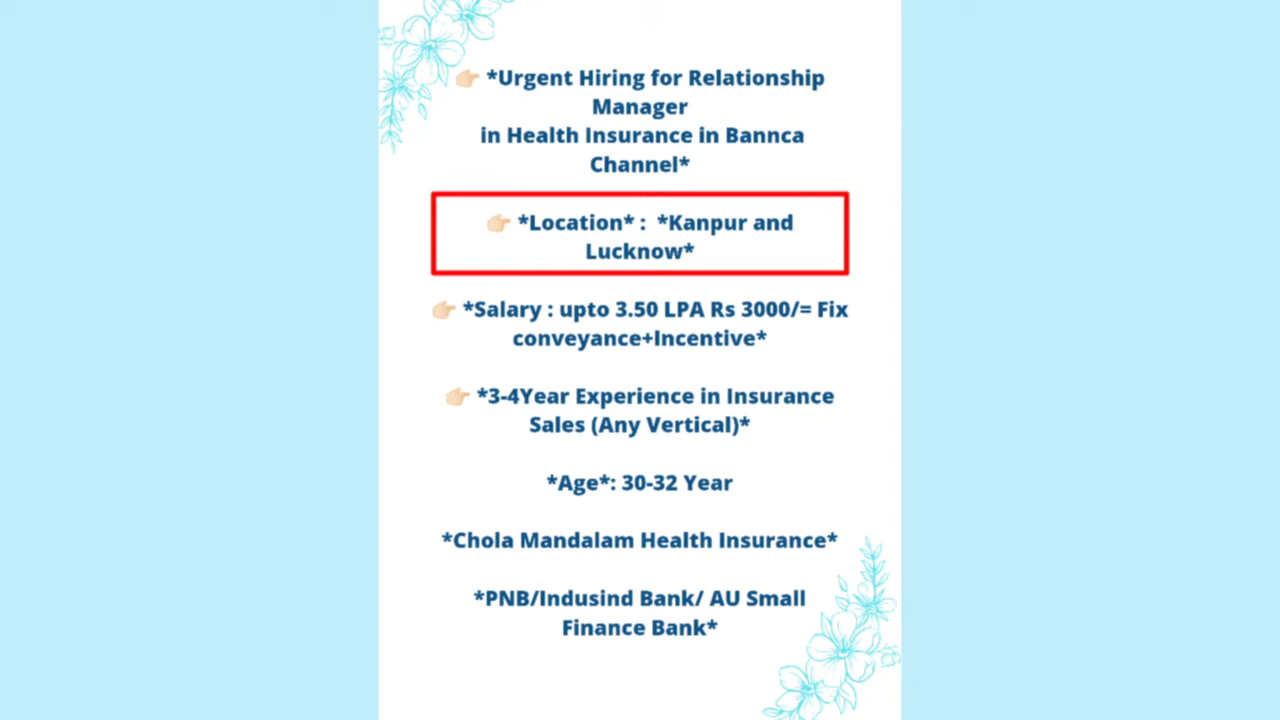 👉🏻 *Urgent Hiring for Relationship
Manager
in Health Insurance in Bannca
Channel*
👉🏻 *Location* : *Kanpur and
Lucknow*
👉🏻 *Salary : upto 3.50 LPA Rs 3000/= Fix
conveyance+Incentive*
👉🏻 *3-4Year Experience in Insurance
Sales (Any Vertical)*
*Age*: 30-32 Year
*Chola Mandalam Health Insurance*
*PNB/Indusind Bank/ AU Small
Finance Bank*